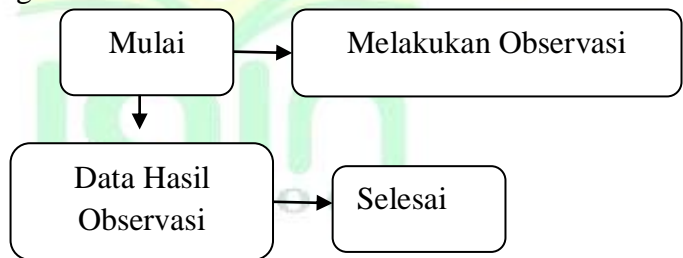 Mulai
Melakukan Observasi
Data Hasil
Observasi
Selesai